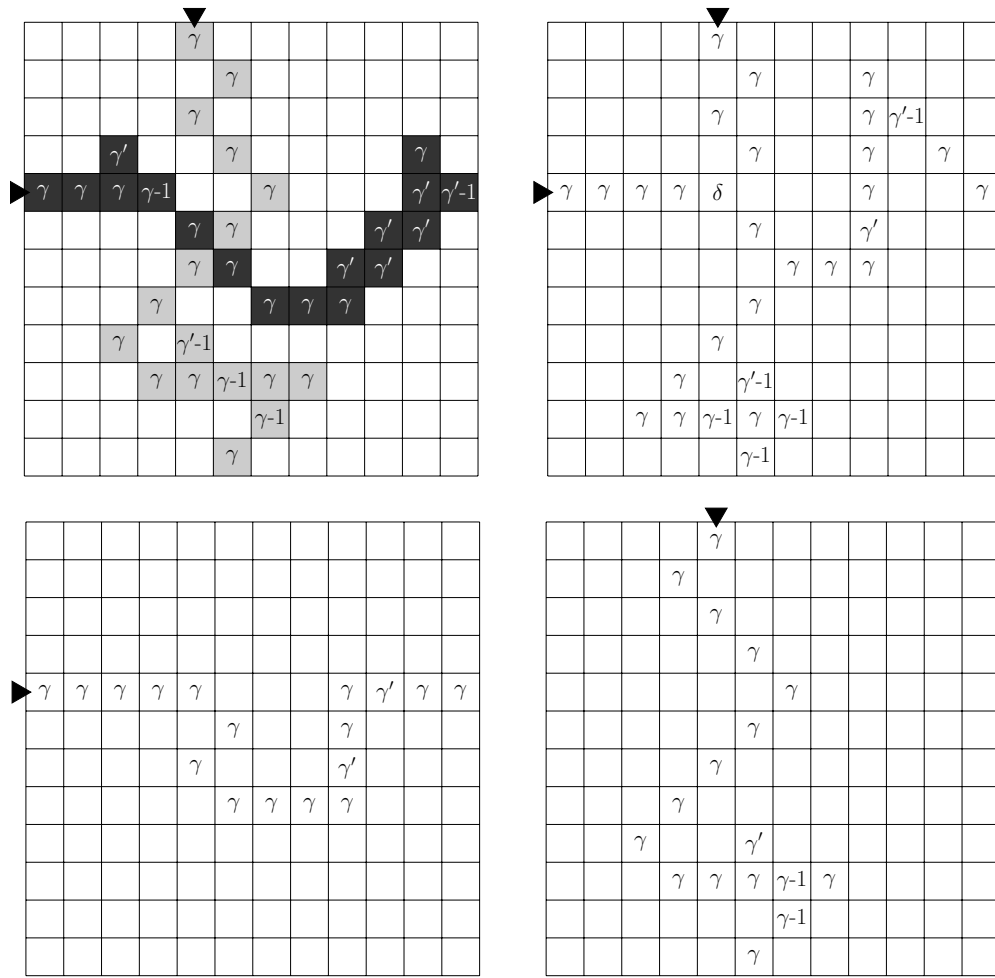 γ
γ
γ
γ′ γ γ
γ γ γ γ-1 γ γ′ γ′-1
γ γ γ′ γ′
γ γ γ′ γ′
γ γ γ γ
γ γ′-1
γ γ γ-1 γ γ
γ-1
γ
γ
γ γ
γ γ γ′-1
γ γ γ
γ γ γ γ δ γ γ
γ γ′
γ γ γ
γ
γ
γ γ′-1
γ γ γ-1 γ γ-1
γ-1
γ γ γ γ γ γ γ′ γ γ
γ γ
γ γ′
γ γ γ γ
γ
γ
γ
γ
γ
γ
γ
γ
γ γ′
γ γ γ γ-1 γ
γ-1
γ